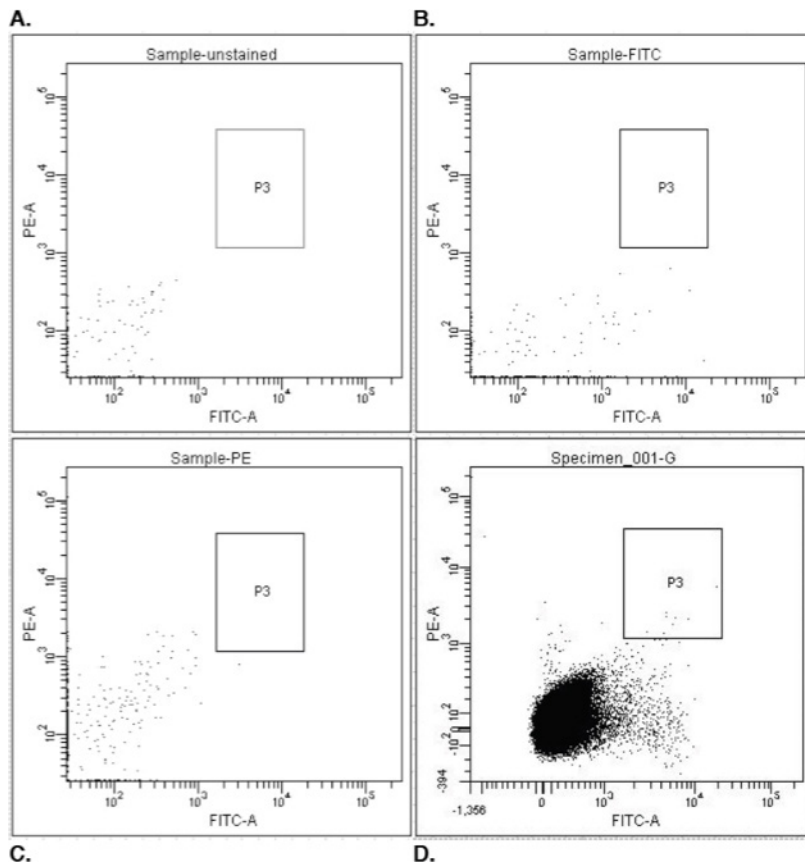 A. B.
Sample-unstained
10^5
10^4
10^3
10^2
PE-A
P3
10^2 10^3 10^4 10^5
FITC-A
Sample-FITC
10^5
10^4
10^3
10^2
PE-A
P3
10^2 10^3 10^4 10^5
FITC-A
Sample-PE
10^5
10^4
10^3
10^2
PE-A
P3
10^2 10^3 10^4 10^5
FITC-A
Specimen_001-G
10^5
10^4
10^3
10^2
-10^2
-394
PE-A
P3
-1,356 0 10^3 10^4 10^5
FITC-A
C. D.